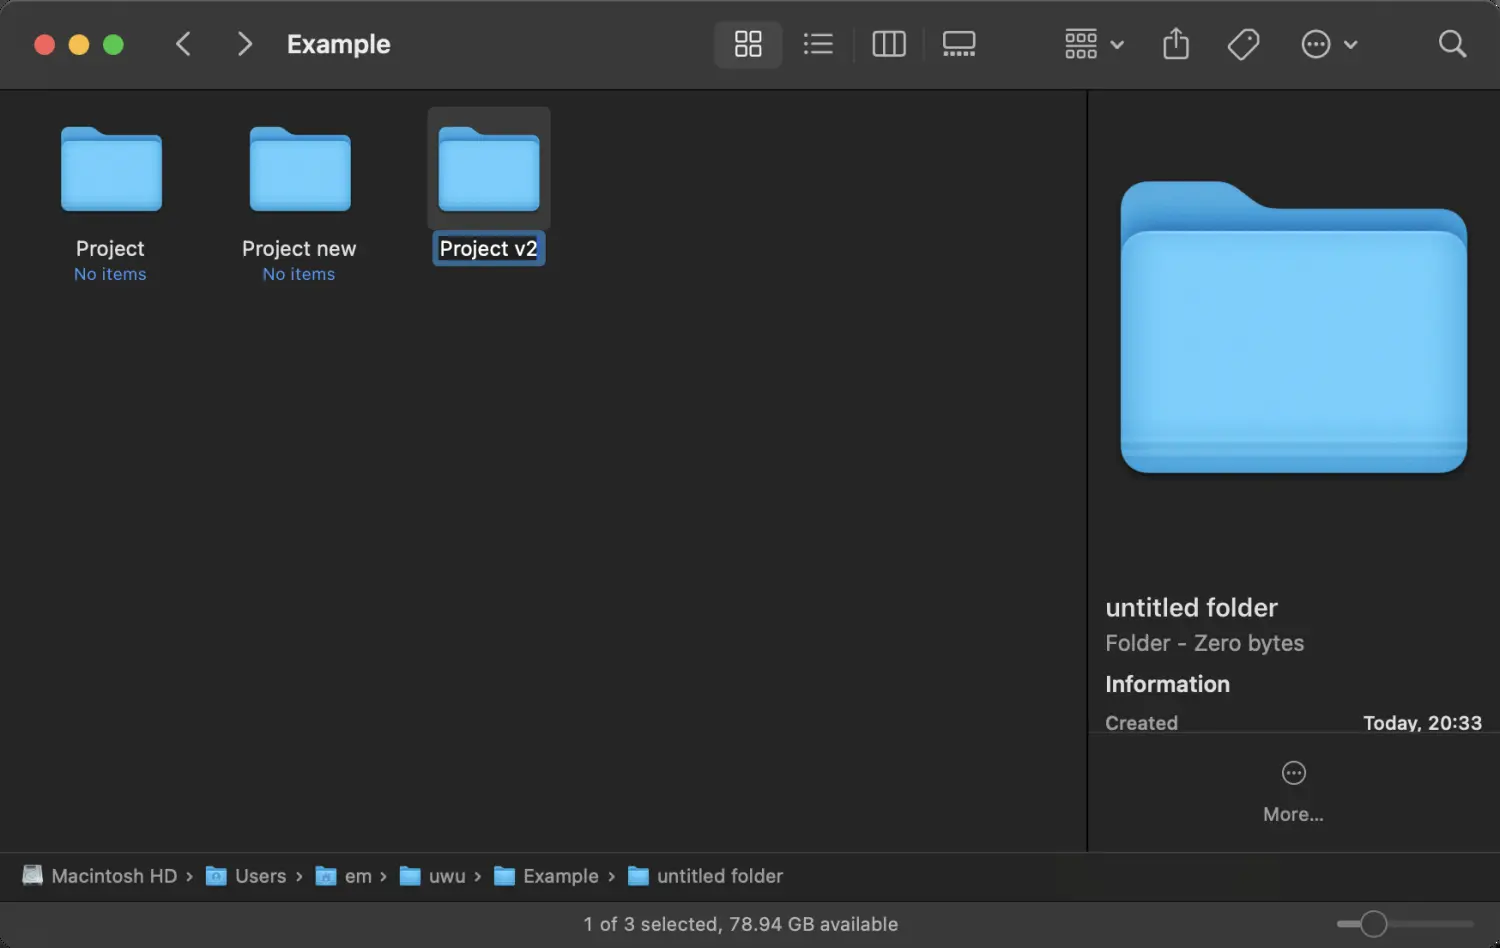 Example
Project
No items
Project new
No items
Project v2
untitled folder
Folder - Zero bytes
Information
Created Today, 20:33
More...
Macintosh HD › Users › em › uwu › Example › untitled folder
1 of 3 selected, 78.94 GB available